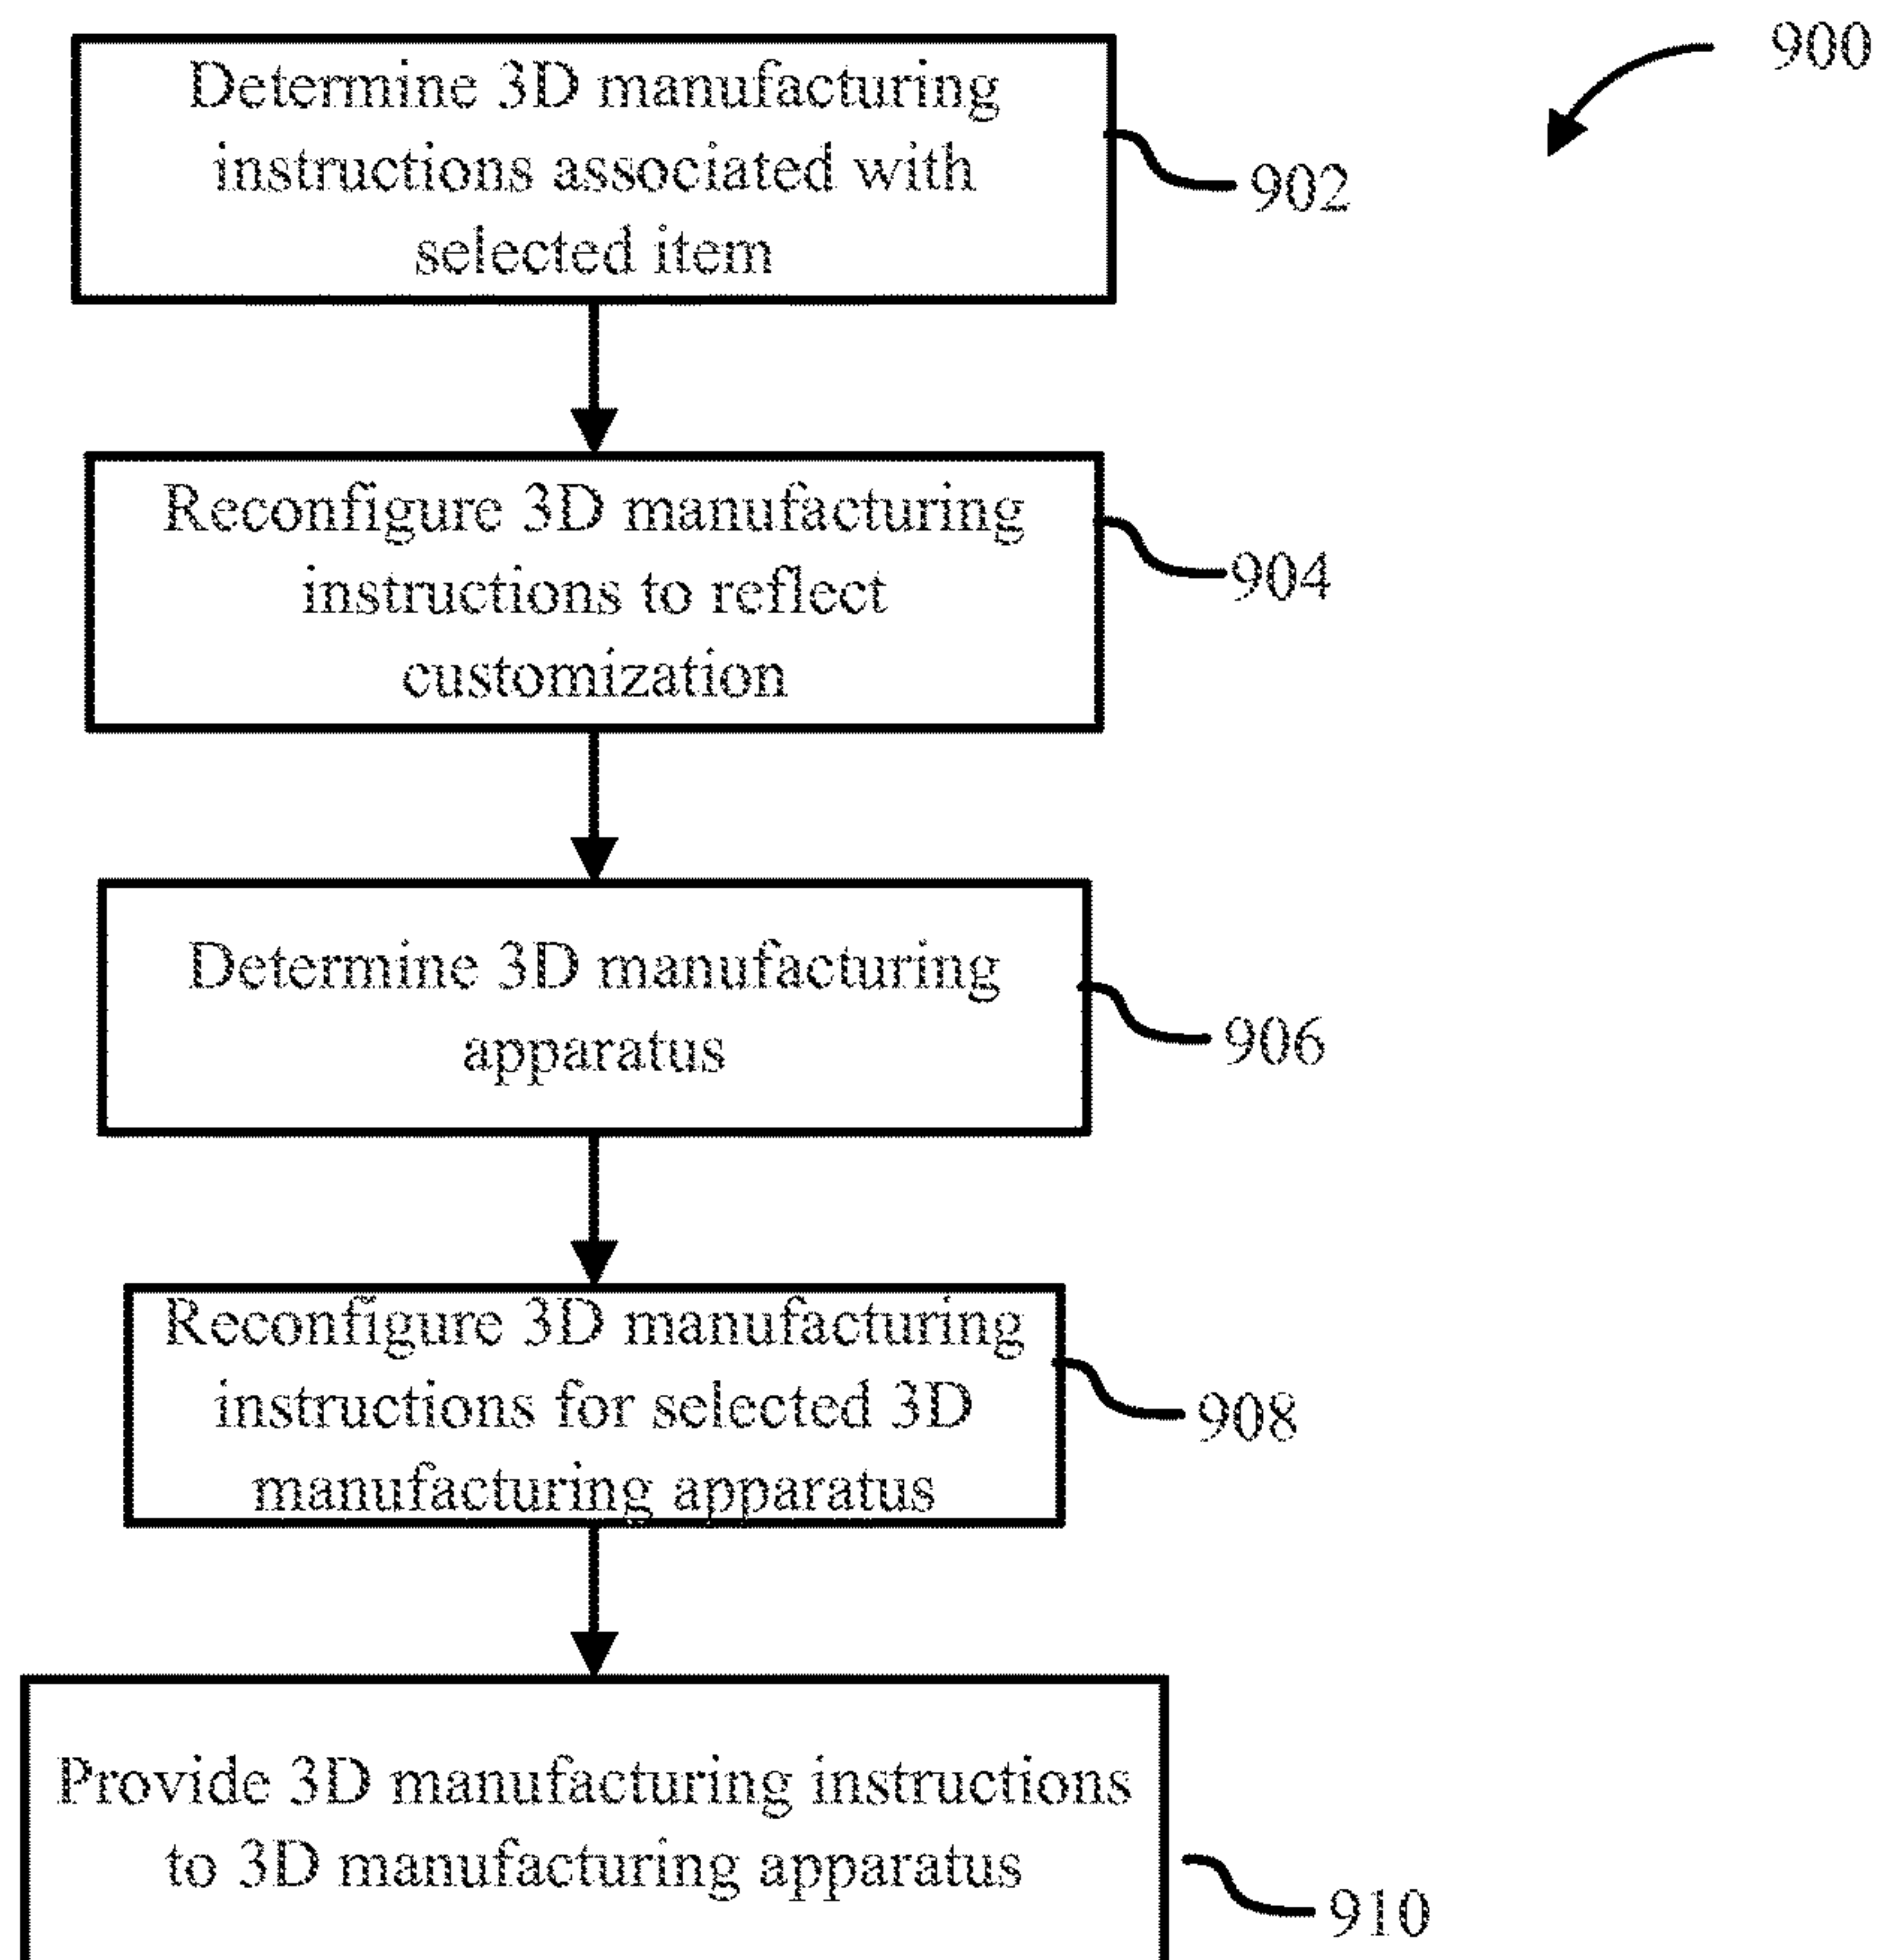 900
Determine 3D manufacturing
instructions associated with
selected item
902
Reconfigure 3D manufacturing
instructions to reflect
customization
904
Determine 3D manufacturing
apparatus
906
Reconfigure 3D manufacturing
instructions for selected 3D
manufacturing apparatus
908
Provide 3D manufacturing instructions
to 3D manufacturing apparatus
910